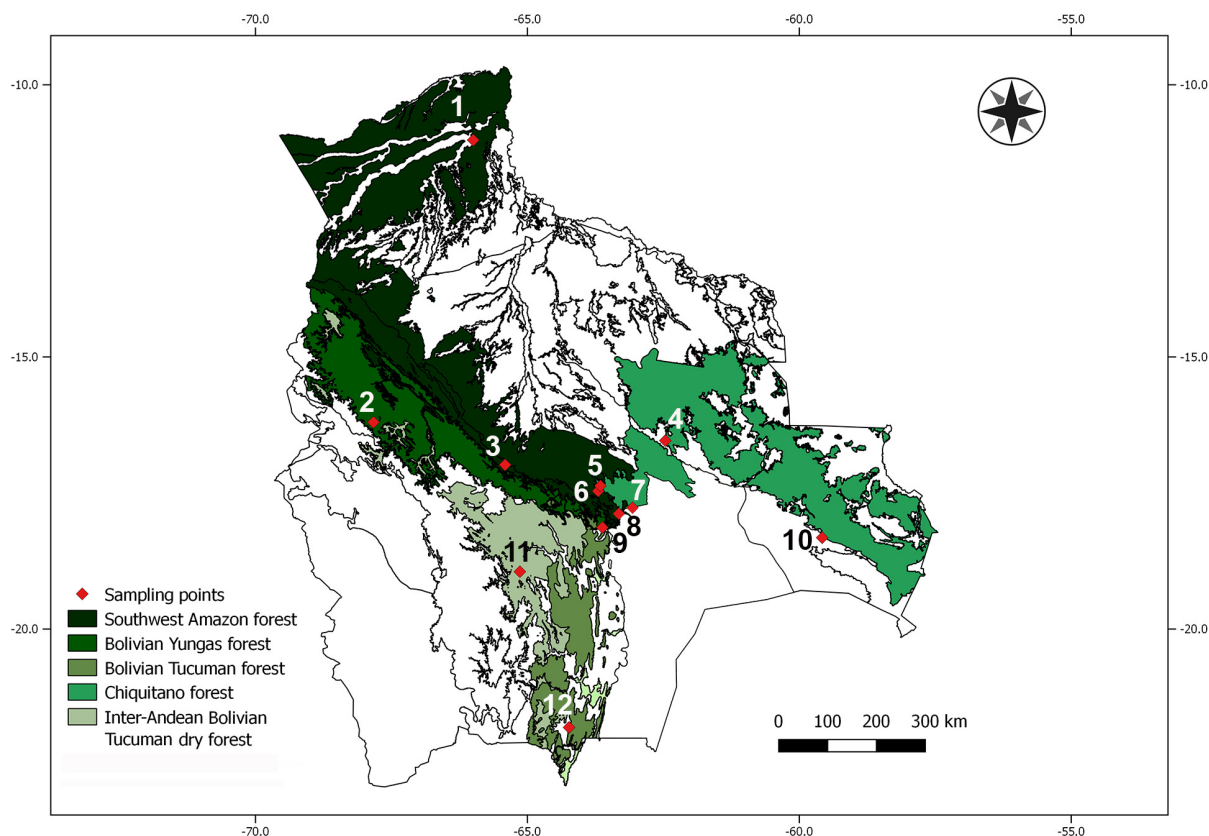 -70.0 -65.0 -60.0 -55.0
-10.0 -10.0
1
-15.0 -15.0
2
4
3
5
6 7
8
9
10
11
Sampling points
Southwest Amazon forest
-20.0 -20.0
Bolivian Yungas forest
Bolivian Tucuman forest
Chiquitano forest
12
Inter-Andean Bolivian
Tucuman dry forest
0 100 200 300 km
-70.0 -65.0 -60.0 -55.0